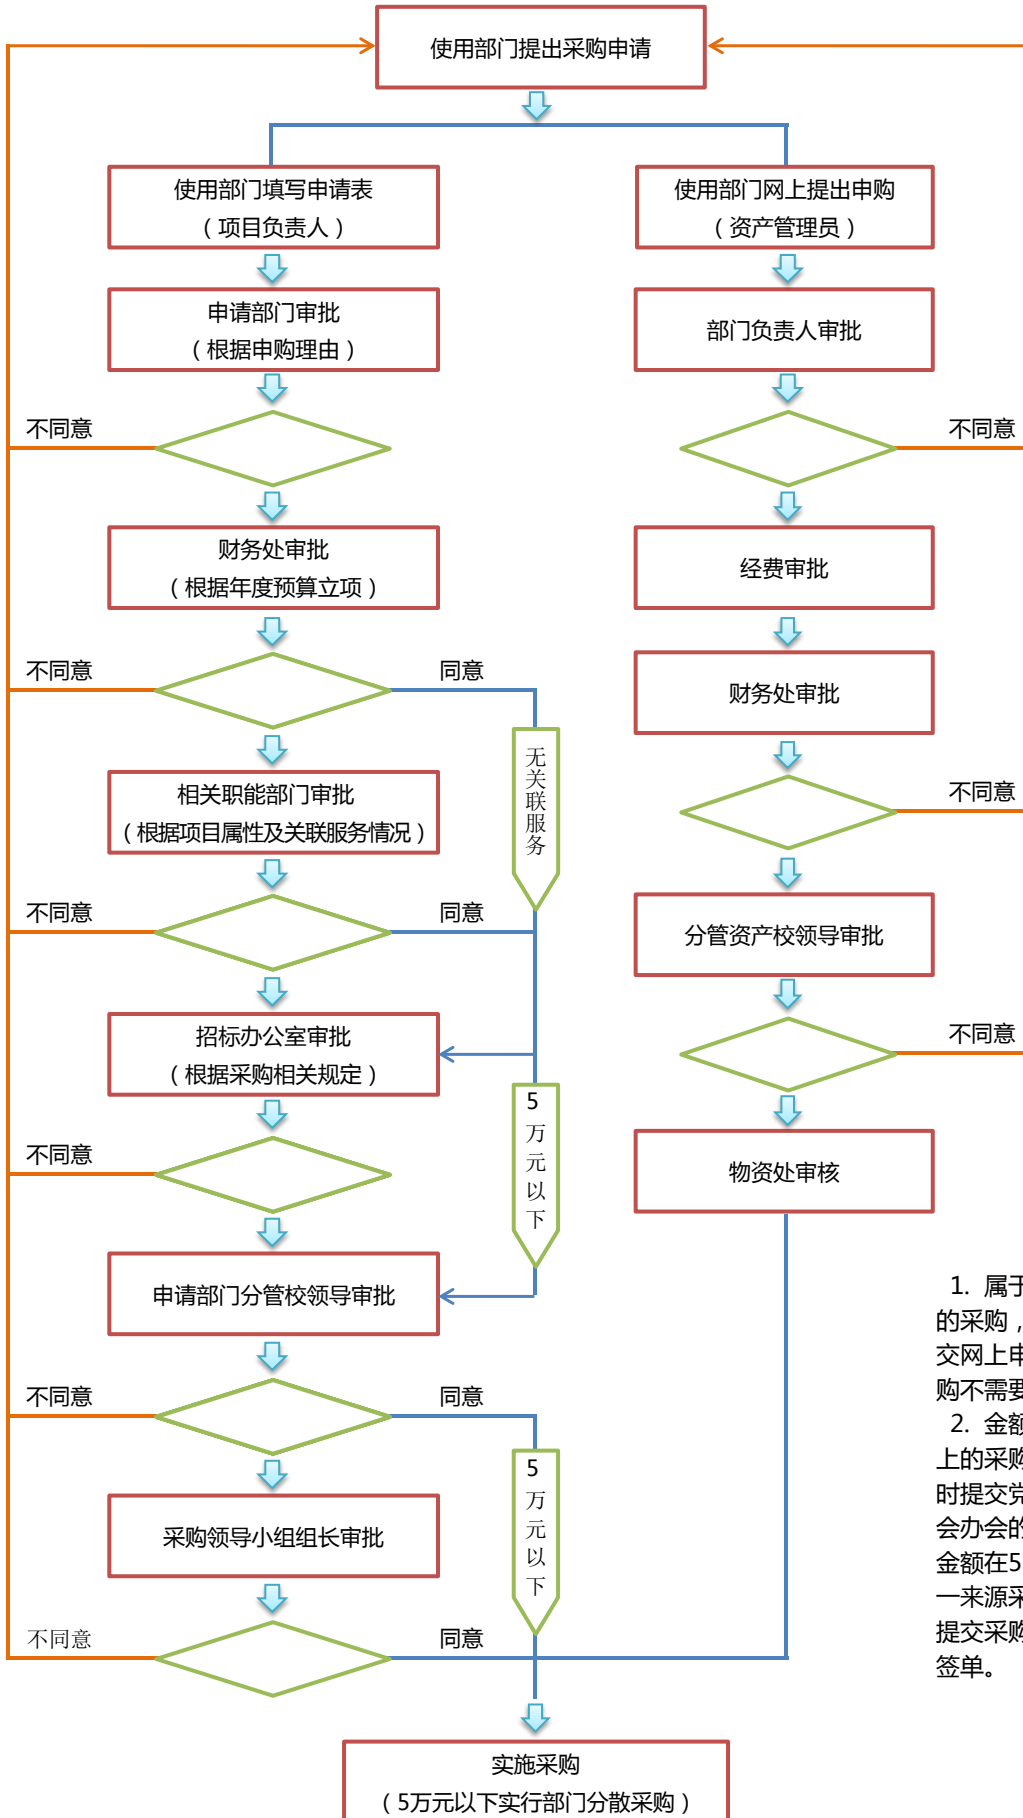 使用部门提出采购申请
使用部门填写申请表
（项目负责人）
使用部门网上提出申购
（资产管理员）
申请部门审批
（根据申购理由）
部门负责人审批
不同意
不同意
财务处审批
（根据年度预算立项）
经费审批
不同意
同意
财务处审批
无关联服务
相关职能部门审批
（根据项目属性及关联服务情况）
不同意
不同意
同意
分管资产校领导审批
招标办公室审批
（根据采购相关规定）
不同意
5万元以下
不同意
物资处审核
申请部门分管校领导审批
不同意
同意
5万元以下
采购领导小组组长审批
不同意
同意
1. 属于
的采购，
交网上申
购不需要
2. 金额
上的采购
时提交党
会办会的
金额在5
一来源采
提交采购
签单。
实施采购
（5万元以下实行部门分散采购）